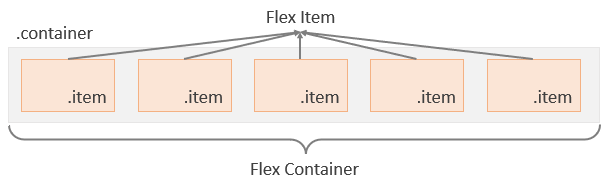 Flex Item
.container
.item .item .item .item .item
Flex Container